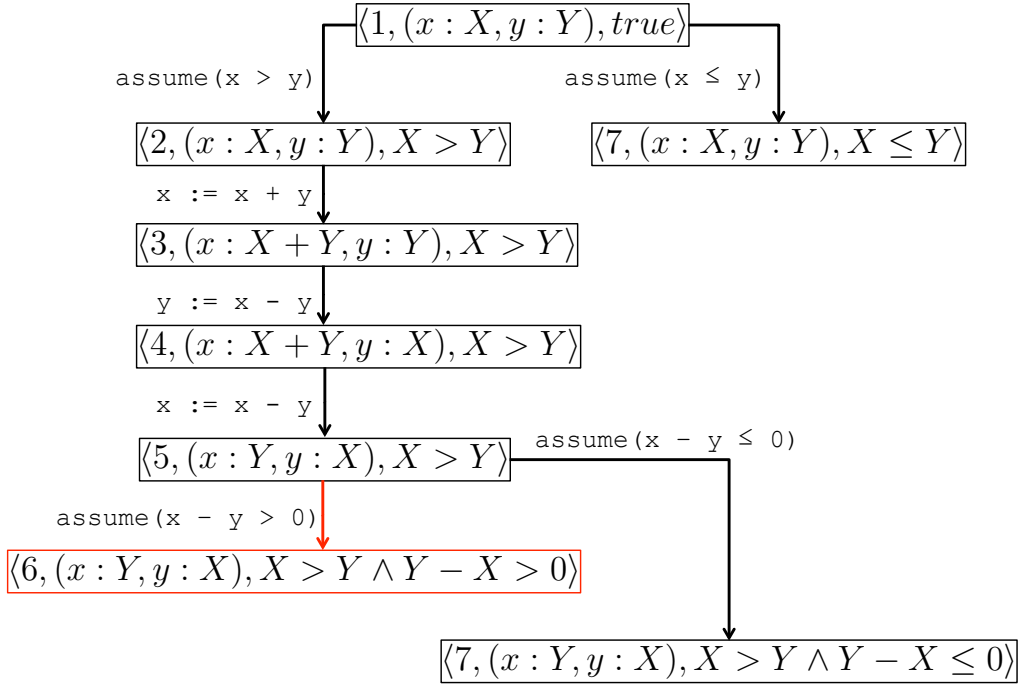 ⟨1, (x : X, y : Y), true⟩
assume(x > y)
assume(x ≤ y)
⟨2, (x : X, y : Y), X > Y⟩
⟨7, (x : X, y : Y), X ≤ Y⟩
x := x + y
⟨3, (x : X + Y, y : Y), X > Y⟩
y := x - y
⟨4, (x : X + Y, y : X), X > Y⟩
x := x - y
⟨5, (x : Y, y : X), X > Y⟩
assume(x - y ≤ 0)
assume(x - y > 0)
⟨6, (x : Y, y : X), X > Y ∧ Y − X > 0⟩
⟨7, (x : Y, y : X), X > Y ∧ Y − X ≤ 0⟩